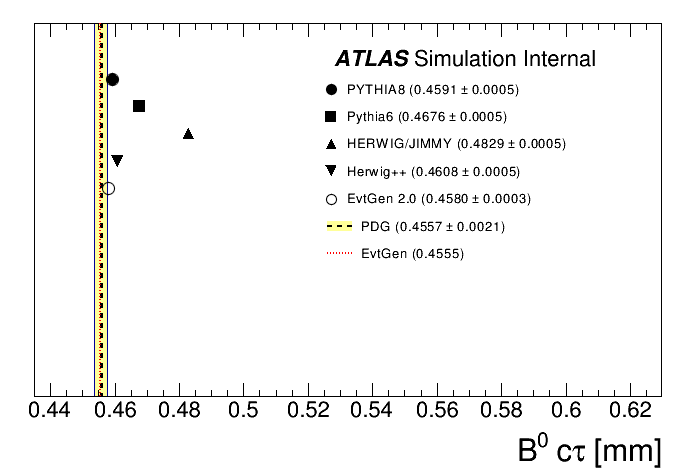 ATLAS Simulation Internal
PYTHIA8 (0.4591 ± 0.0005)
Pythia6 (0.4676 ± 0.0005)
HERWIG/JIMMY (0.4829 ± 0.0005)
Herwig++ (0.4608 ± 0.0005)
EvtGen 2.0 (0.4580 ± 0.0003)
PDG (0.4557 ± 0.0021)
EvtGen (0.4555)
0.44 0.46 0.48 0.5 0.52 0.54 0.56 0.58 0.6 0.62
B⁰ cτ [mm]